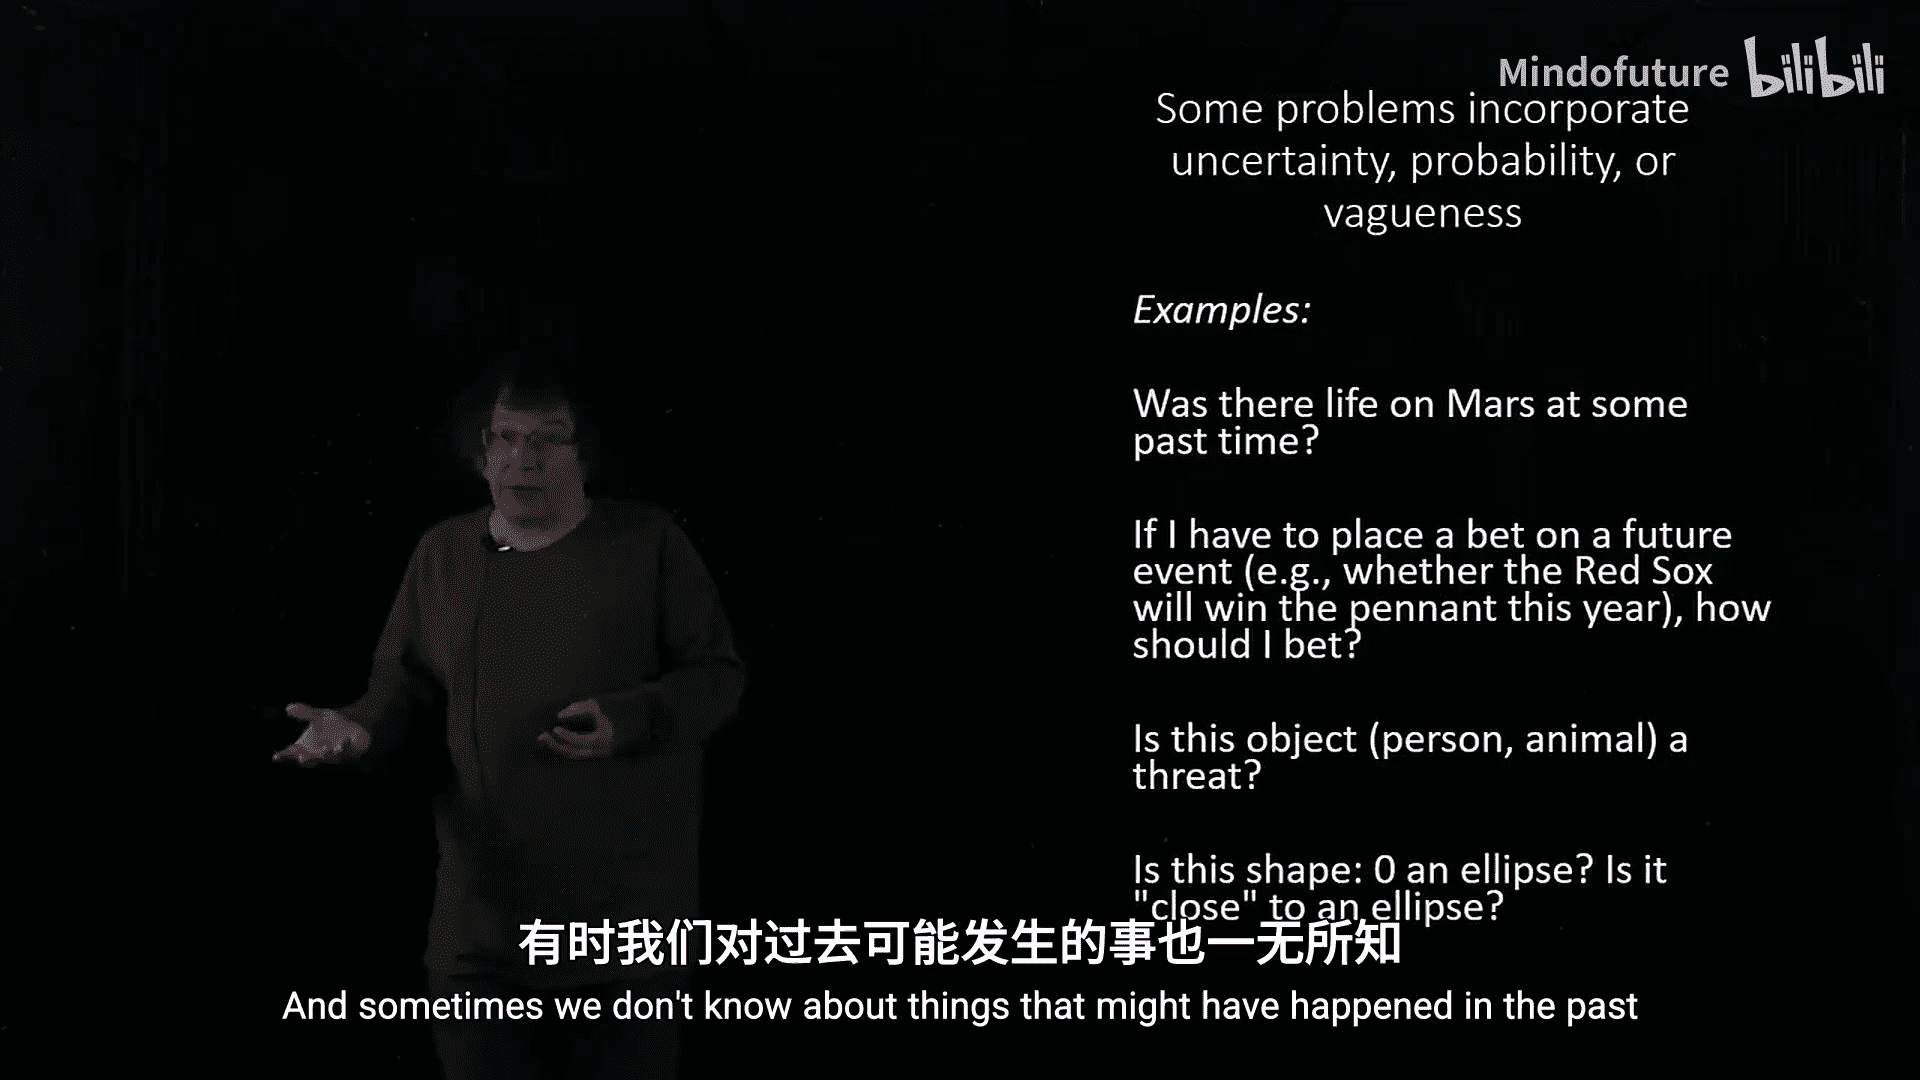 Mindofuture bilibili
Some problems incorporate
uncertainty, probability, or
vagueness
Examples:
Was there life on Mars at some
past time?
If I have to place a bet on a future
event (e.g., whether the Red Sox
will win the pennant this year), how
should I bet?
Is this object (person, animal) a
threat?
Is this shape: 0 an ellipse? Is it
"close" to an ellipse?
有时我们对过去可能发生的事也一无所知
And sometimes we don't know about things that might have happened in the past